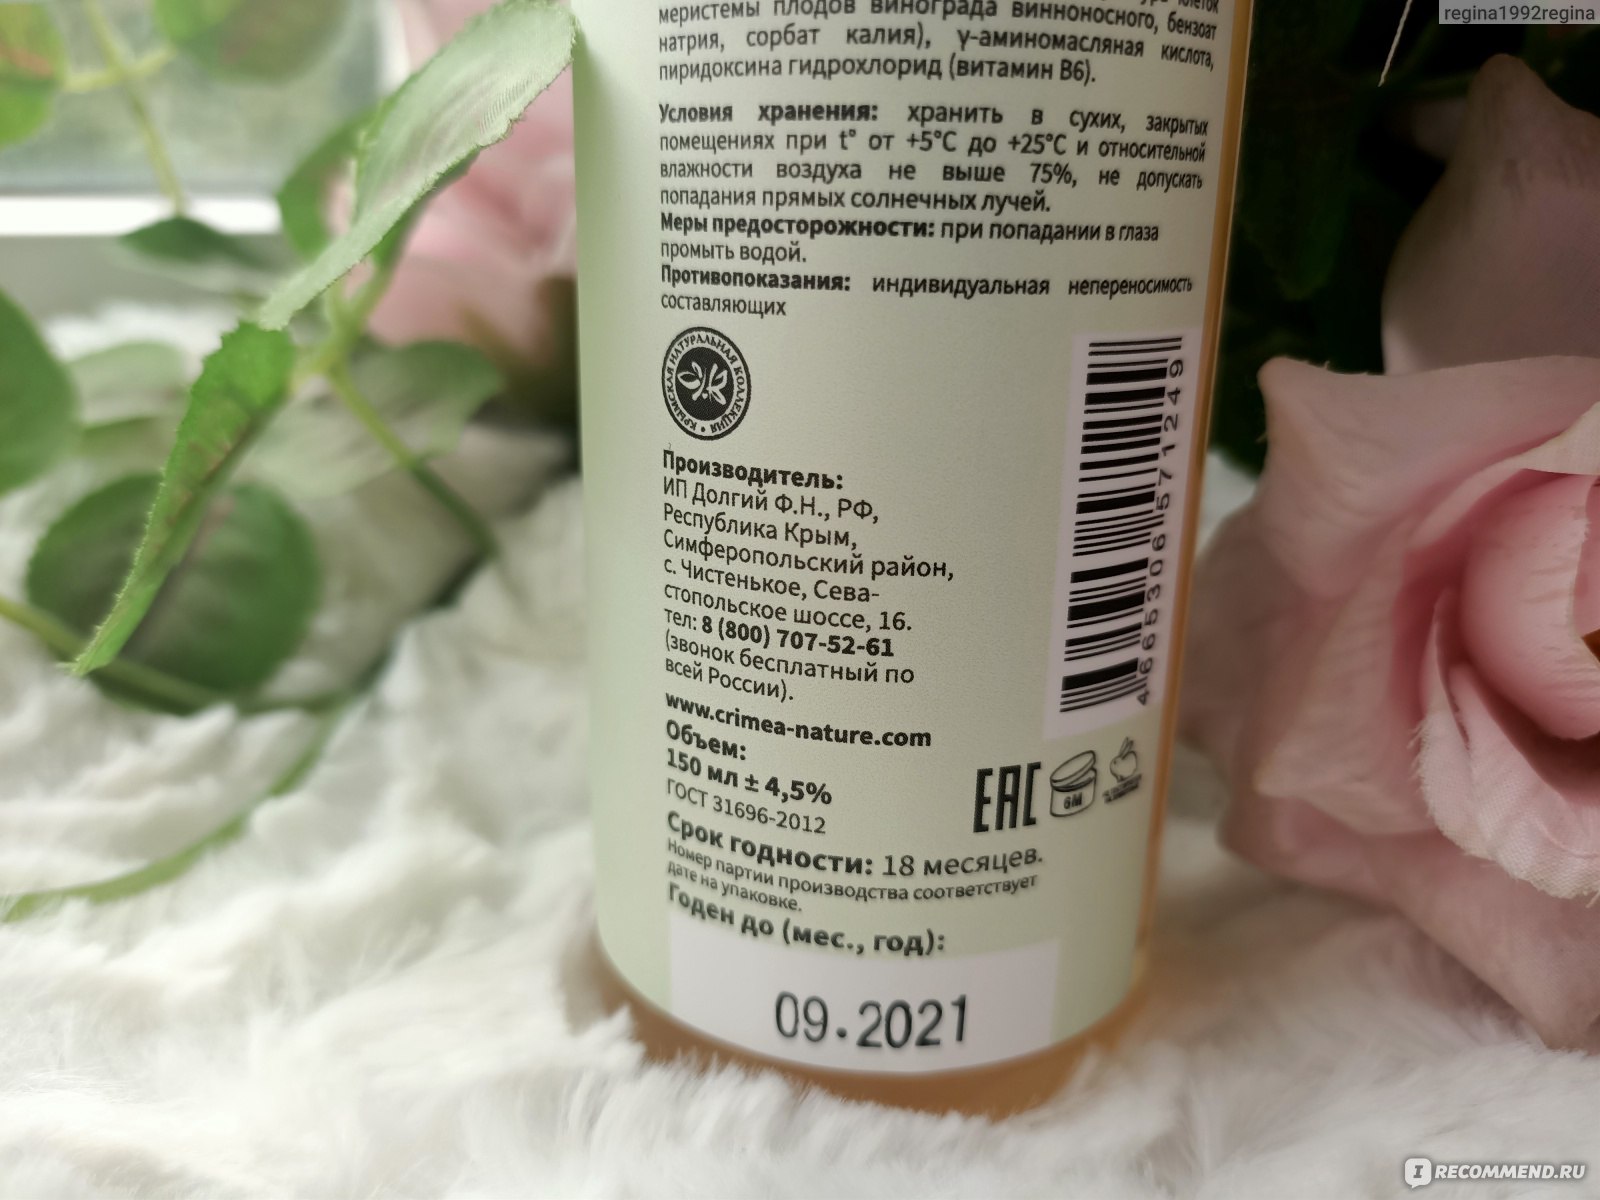 regina1992regina
меристемы плодов винограда винноносного, бензоат
натрия, сорбат калия), γ-аминомасляная кислота,
пиридоксина гидрохлорид (витамин В6).
Условия хранения: хранить в сухих, закрытых
помещениях при t° от +5°С до +25°С и относительной
влажности воздуха не выше 75%, не допускать
попадания прямых солнечных лучей.
Меры предосторожности: при попадании в глаза
промыть водой.
Противопоказания: индивидуальная непереносимость
составляющих
КРЫМСКАЯ НАТУРАЛЬНАЯ КОЛЛЕКЦИЯ
Производитель:
ИП Долгий Ф.Н., РФ,
Республика Крым,
Симферопольский район,
с. Чистенькое, Сева-
стопольское шоссе, 16.
тел: 8 (800) 707-52-61
(звонок бесплатный по
всей России).
www.crimea-nature.com
Объем:
150 мл ± 4,5%
ГОСТ 31696-2012
4 665306 571249
EAC
6M
Срок годности: 18 месяцев.
Номер партии производства соответствует
дате на упаковке.
Годен до (мес., год):
09.2021
IRECOMMEND.RU